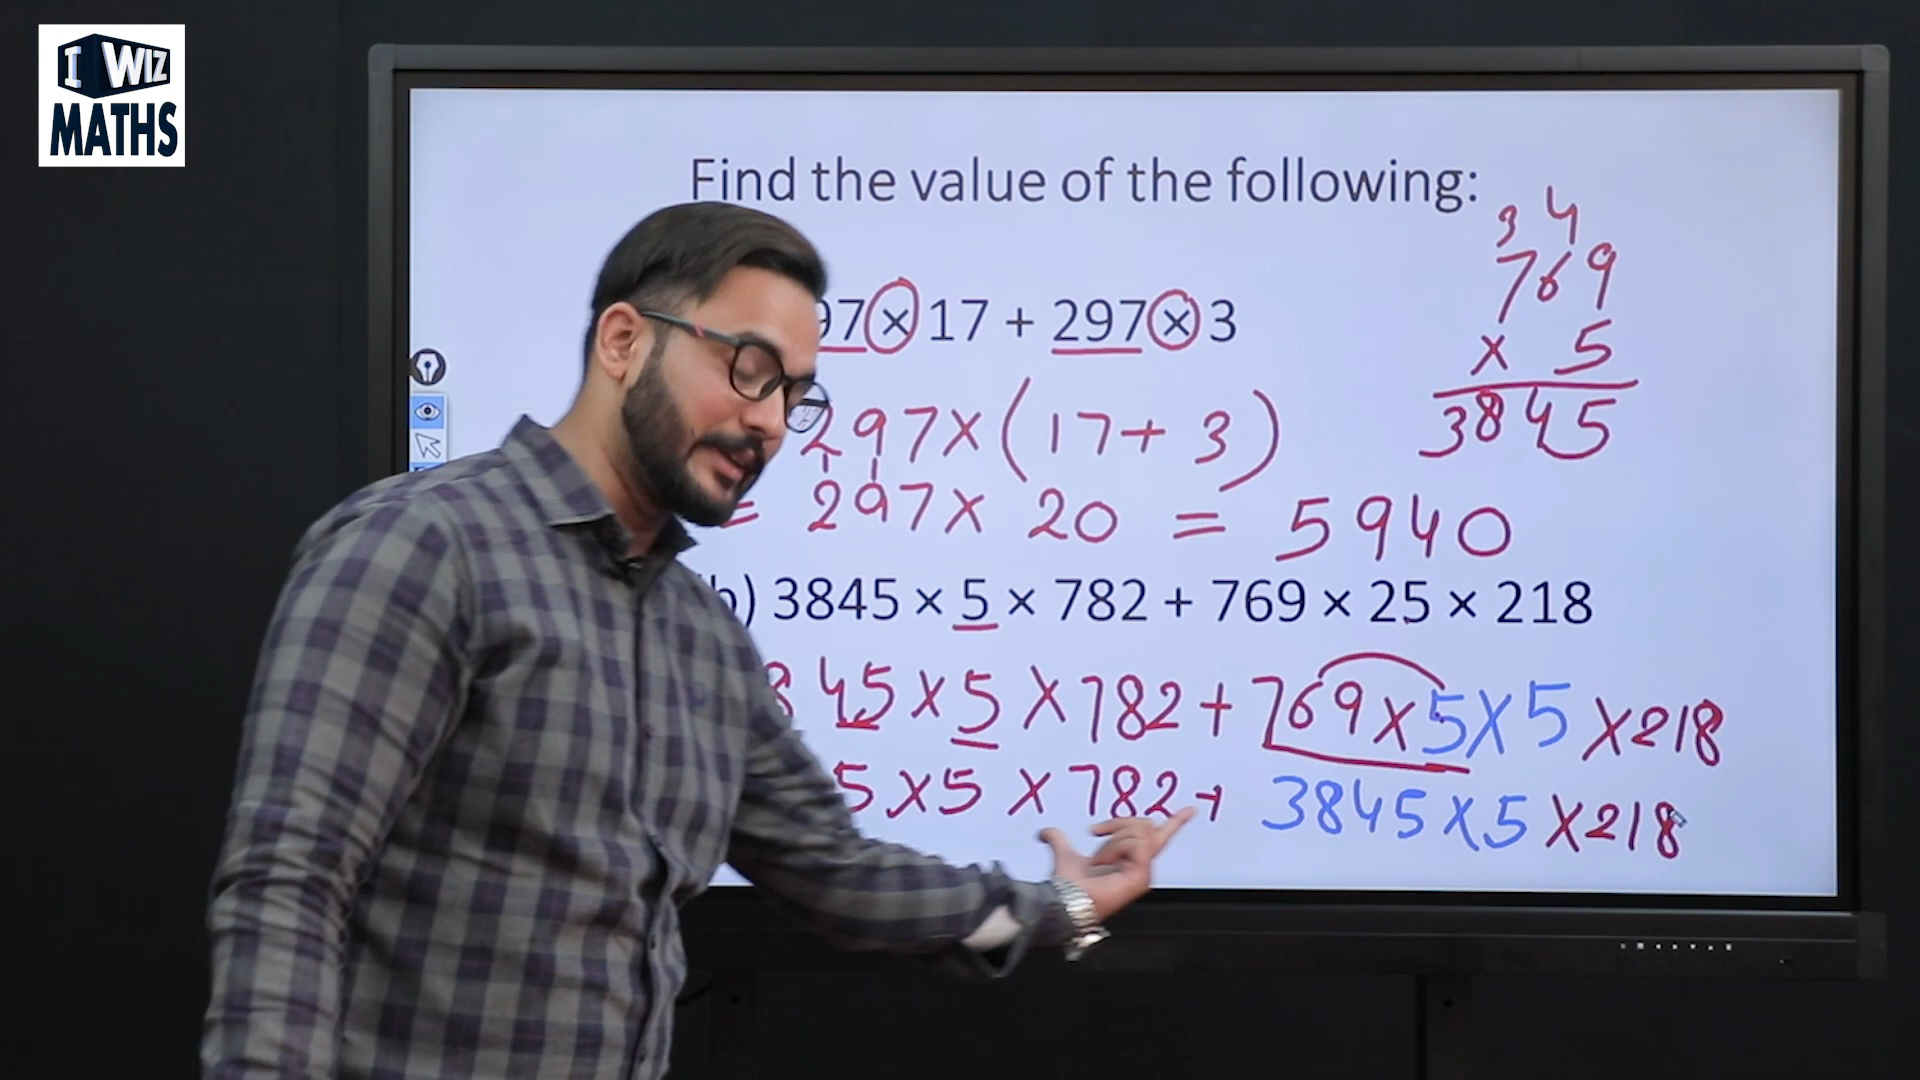 I WIZ
MATHS
Find the value of the following:
97 × 17 + 297 × 3
297 × (17 + 3)
= 297 × 20 = 5940
b) 3845 × 5 × 782 + 769 × 25 × 218
45 × 5 × 782 + 769 × 5 × 5 × 218
5 × 5 × 782 + 3845 × 5 × 218
3 4
769
× 5
3845